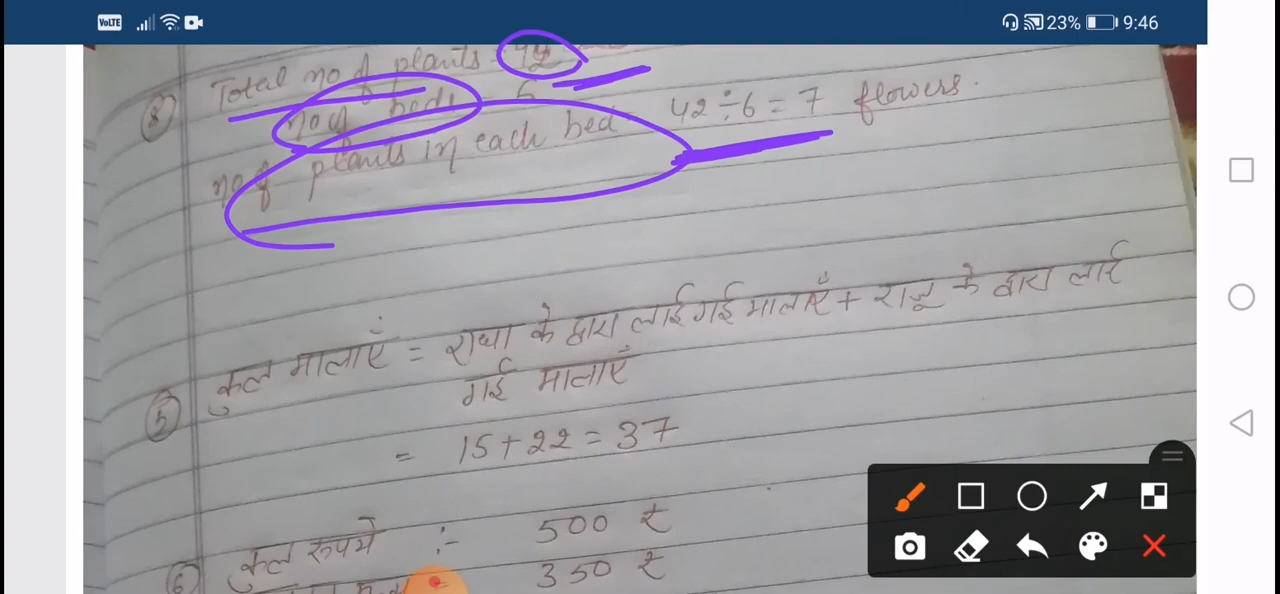 VoLTE 23% 9:46
Total no of plants - 42
8 no of beds - 6
no of plants in each bed 42÷6=7 flowers.
5 कुल मालाएं = राधा के द्वारा लाई गई मालाएँ + राजू के द्वारा लाई
गई मालाएँ
= 15+22=37
6 कुल रुपये :- 500 ₹
350 ₹